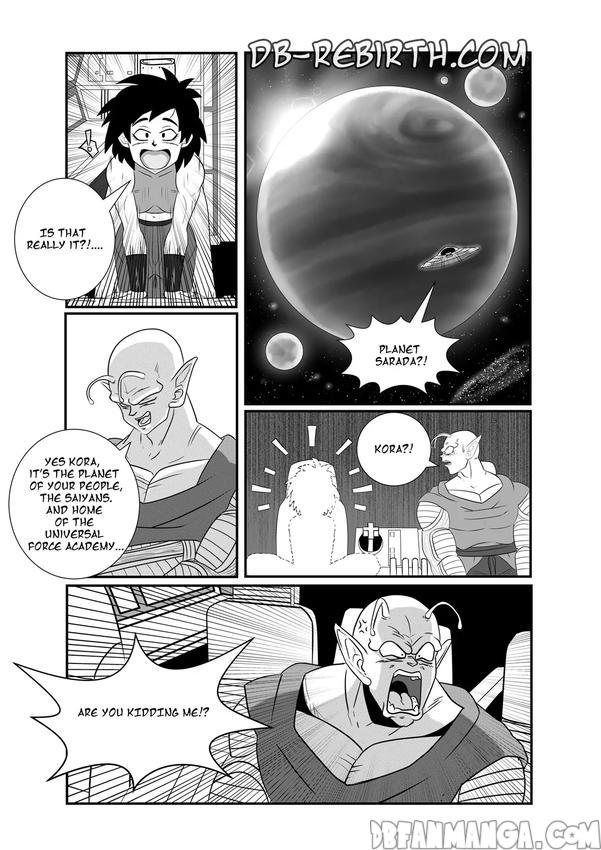 DB-REBIRTH.COM
IS THAT
REALLY IT?!....
PLANET
SARADA?!
YES KORA,
IT'S THE PLANET
OF YOUR PEOPLE,
THE SAIYANS.
AND HOME
OF THE
UNIVERSAL
FORCE ACADEMY...
KORA?!
ARE YOU KIDDING ME!?
DBFANMANGA.COM